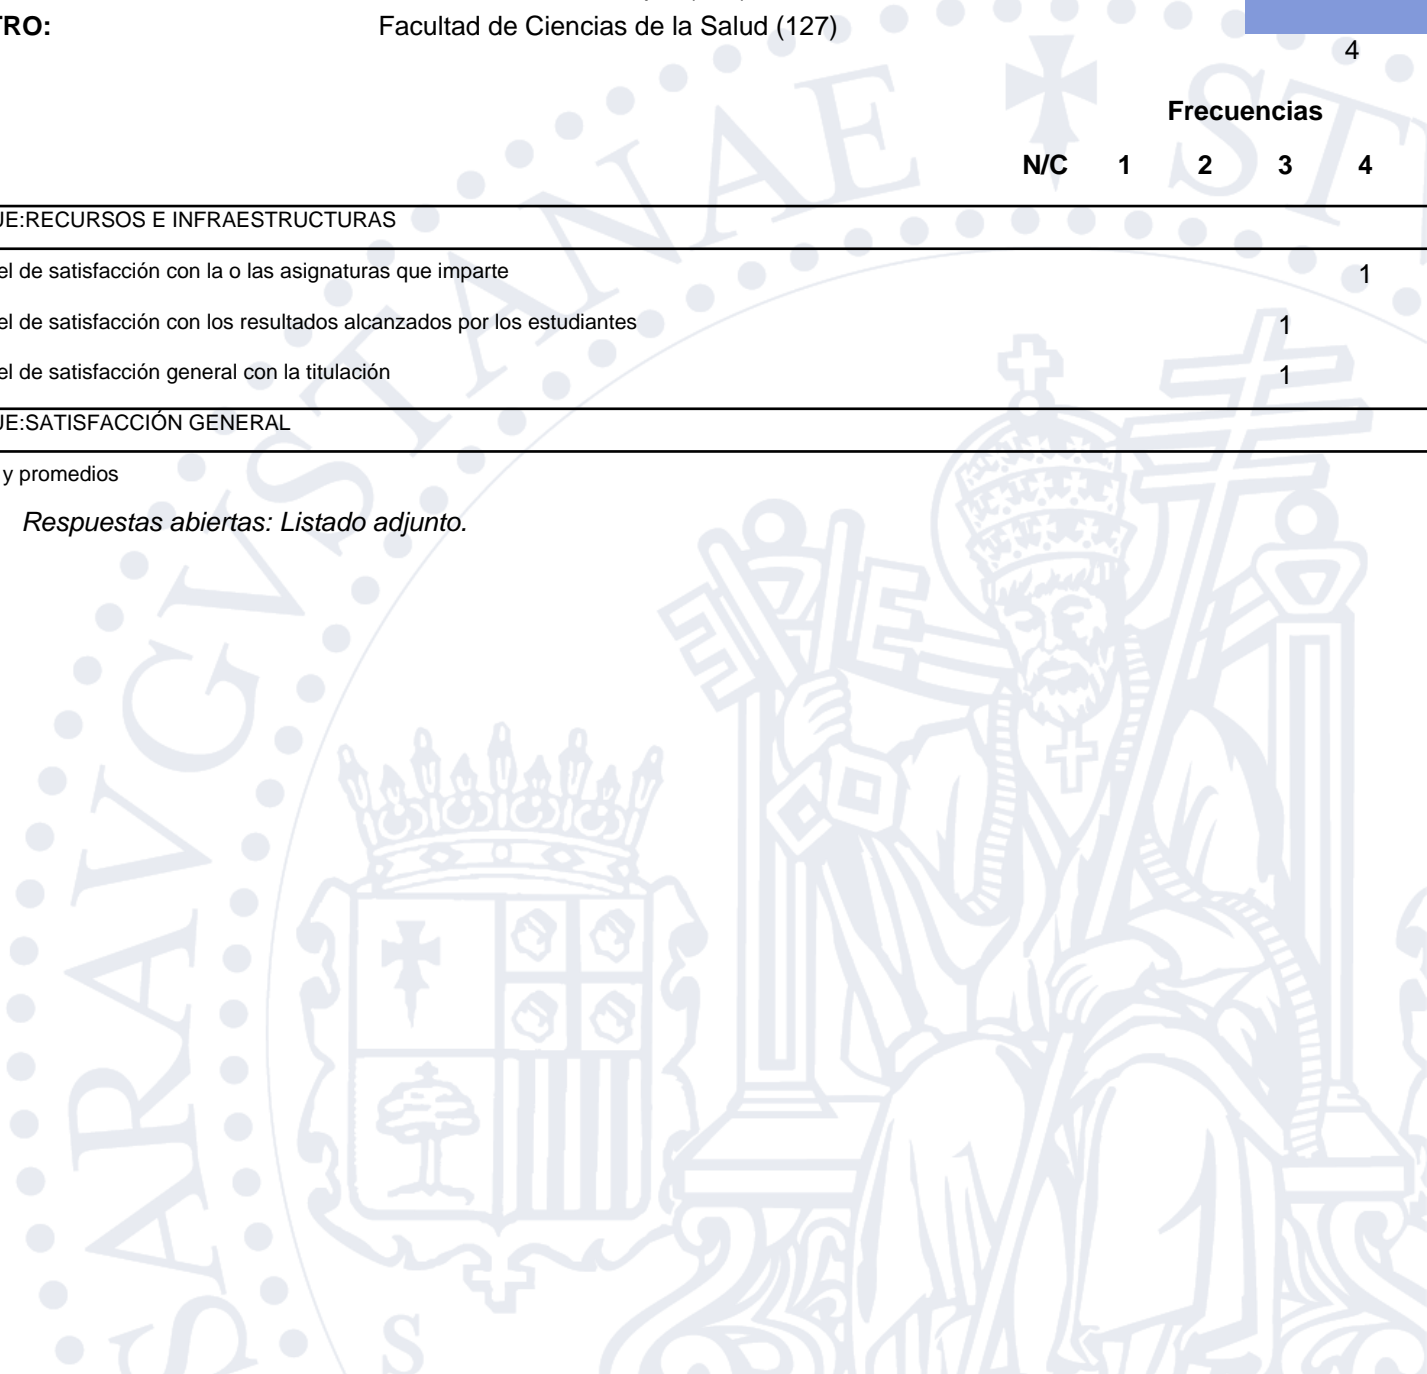 TRO: Facultad de Ciencias de la Salud (127)
4
Frecuencias
N/C 1 2 3 4
UE:RECURSOS E INFRAESTRUCTURAS
el de satisfacción con la o las asignaturas que imparte 1
el de satisfacción con los resultados alcanzados por los estudiantes 1
el de satisfacción general con la titulación 1
UE:SATISFACCIÓN GENERAL
y promedios
Respuestas abiertas: Listado adjunto.